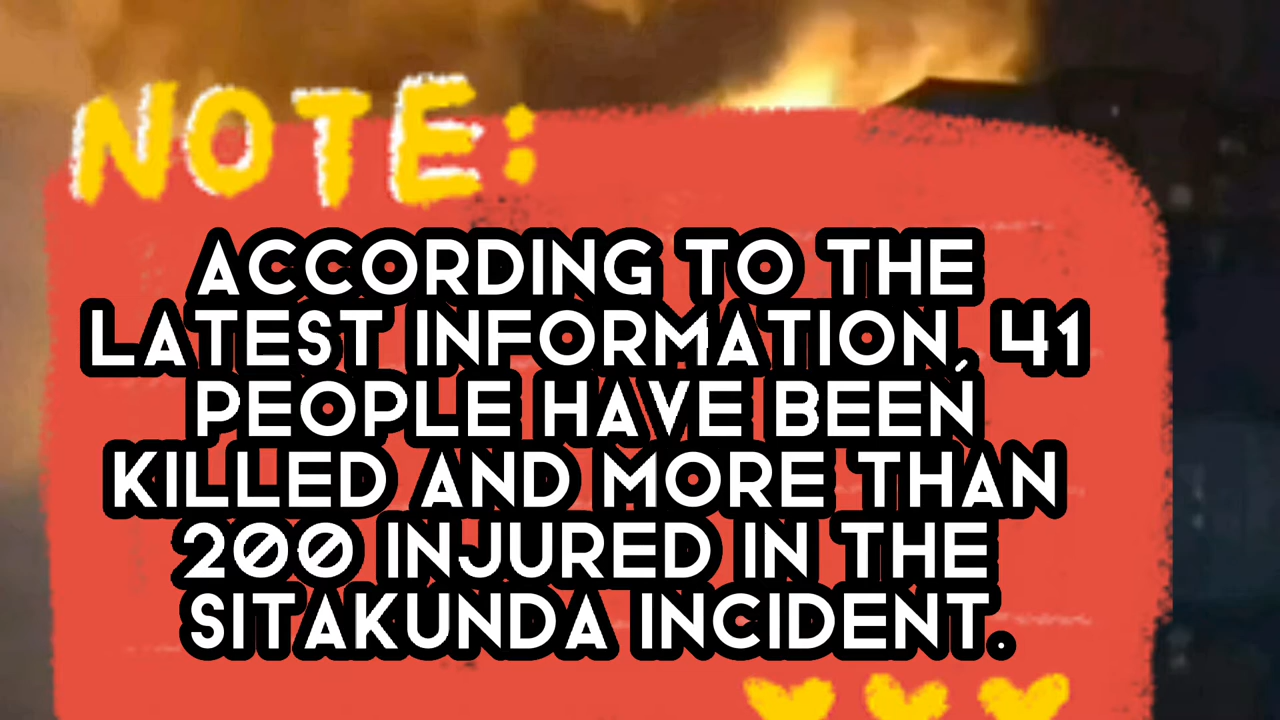 NOTE:
ACCORDING TO THE
LATEST INFORMATION, 41
PEOPLE HAVE BEEN
KILLED AND MORE THAN
200 INJURED IN THE
SITAKUNDA INCIDENT.